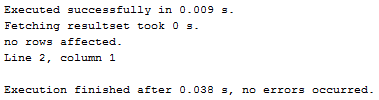 Executed successfully in 0.009 s.
Fetching resultset took 0 s.
no rows affected.
Line 2, column 1
Execution finished after 0.038 s, no errors occurred.